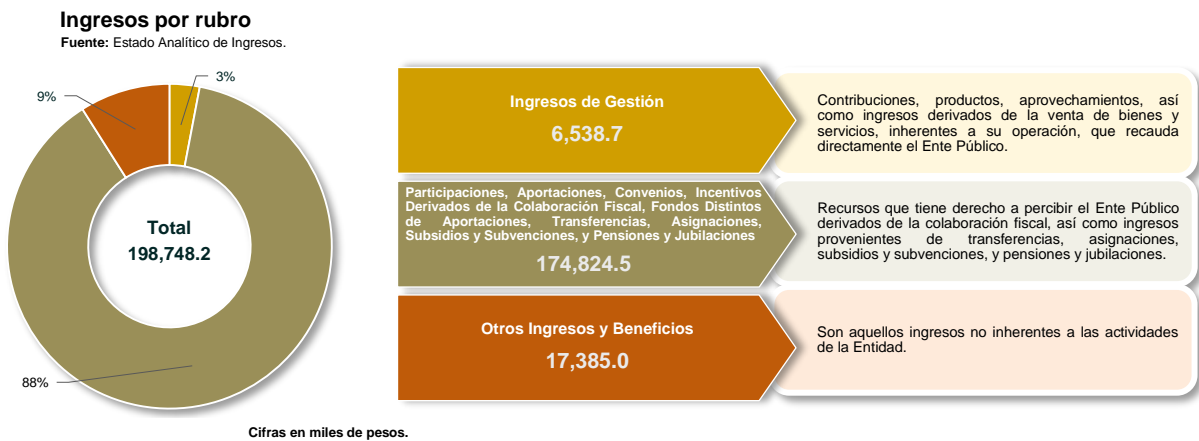 Ingresos por rubro
Fuente: Estado Analítico de Ingresos.
3%
9%
88%
Total
198,748.2
Ingresos de Gestión
6,538.7
Contribuciones, productos, aprovechamientos, así
como ingresos derivados de la venta de bienes y
servicios, inherentes a su operación, que recauda
directamente el Ente Público.
Participaciones, Aportaciones, Convenios, Incentivos
Derivados de la Colaboración Fiscal, Fondos Distintos
de Aportaciones, Transferencias, Asignaciones,
Subsidios y Subvenciones, y Pensiones y Jubilaciones
174,824.5
Recursos que tiene derecho a percibir el Ente Público
derivados de la colaboración fiscal, así como ingresos
provenientes de transferencias, asignaciones,
subsidios y subvenciones, y pensiones y jubilaciones.
Otros Ingresos y Beneficios
17,385.0
Son aquellos ingresos no inherentes a las actividades
de la Entidad.
Cifras en miles de pesos.